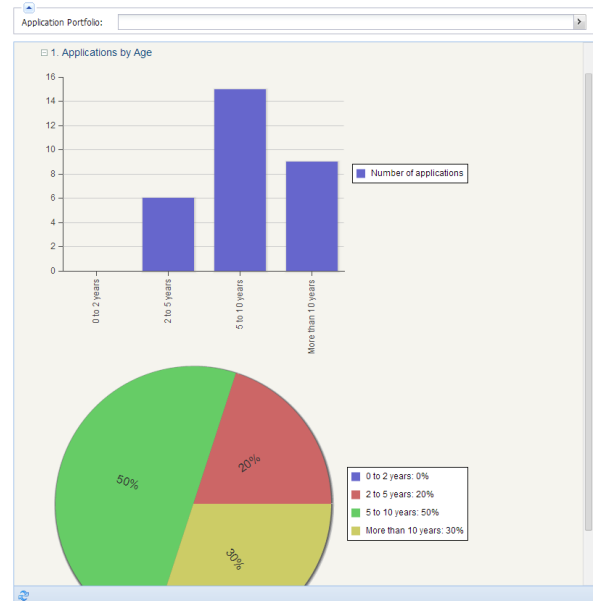 Application Portfolio:
1. Applications by Age
16
14
12
10
8
6
4
2
0
0 to 2 years
2 to 5 years
5 to 10 years
More than 10 years
Number of applications
50%
20%
30%
0 to 2 years: 0%
2 to 5 years: 20%
5 to 10 years: 50%
More than 10 years: 30%